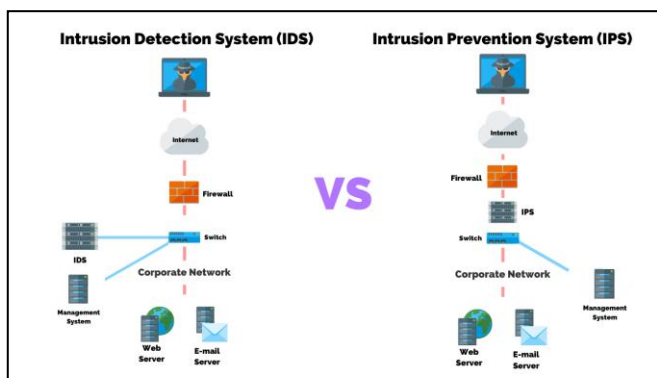 Intrusion Detection System (IDS)
Internet
Firewall
Switch
IDS
Corporate Network
Management
System
Web
Server
E-mail
Server
VS
Intrusion Prevention System (IPS)
Internet
Firewall
IPS
Switch
Corporate Network
Management
System
Web
Server
E-mail
Server